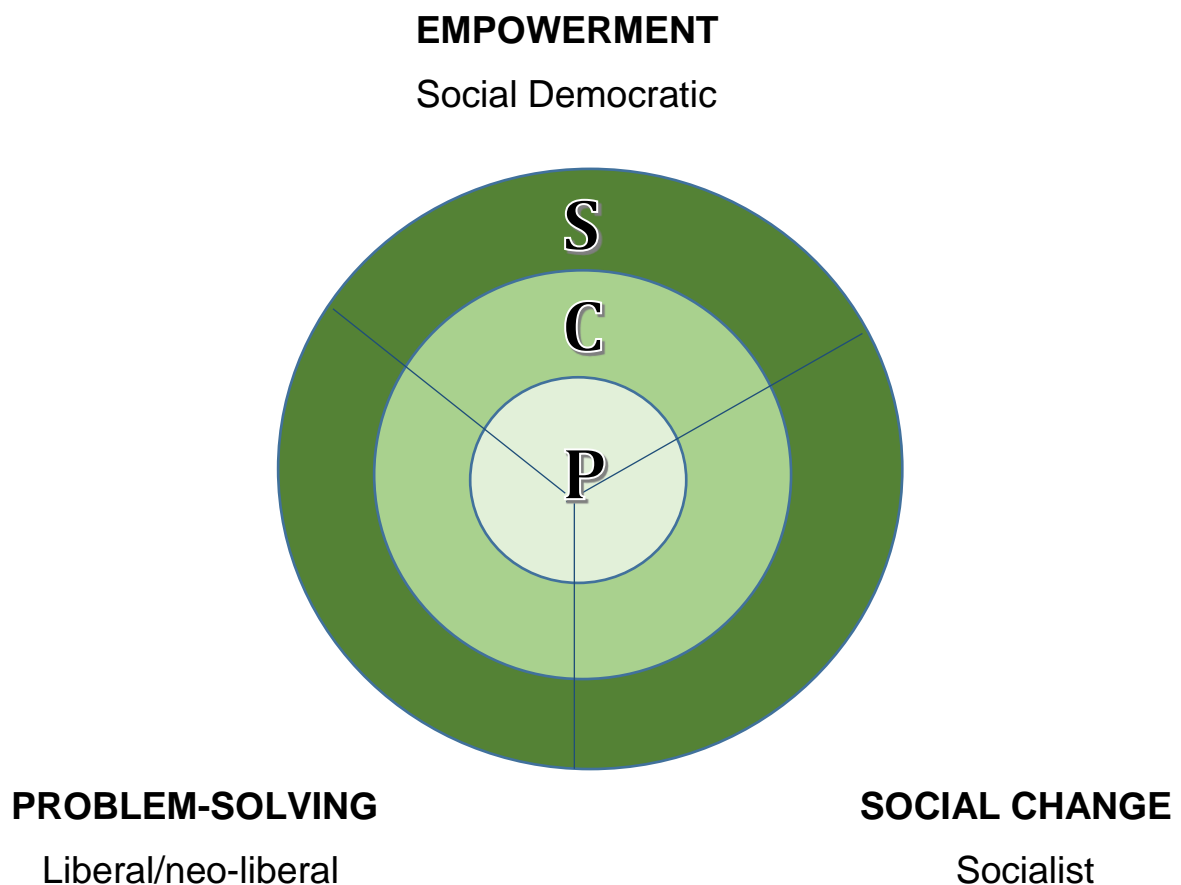 EMPOWERMENT
Social Democratic
S
C
P
PROBLEM-SOLVING
SOCIAL CHANGE
Liberal/neo-liberal
Socialist